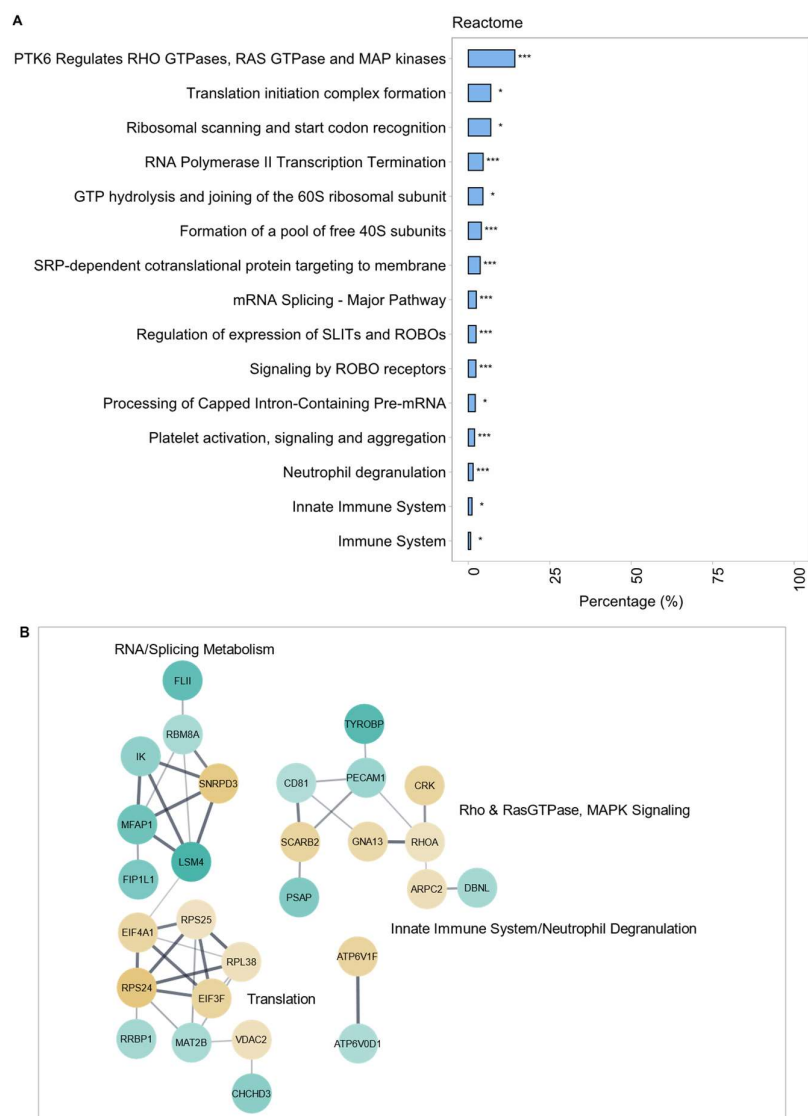 A
Reactome
PTK6 Regulates RHO GTPases, RAS GTPase and MAP kinases ***
Translation initiation complex formation *
Ribosomal scanning and start codon recognition *
RNA Polymerase II Transcription Termination ***
GTP hydrolysis and joining of the 60S ribosomal subunit *
Formation of a pool of free 40S subunits ***
SRP-dependent cotranslational protein targeting to membrane ***
mRNA Splicing - Major Pathway ***
Regulation of expression of SLITs and ROBOs ***
Signaling by ROBO receptors ***
Processing of Capped Intron-Containing Pre-mRNA *
Platelet activation, signaling and aggregation ***
Neutrophil degranulation ***
Innate Immune System *
Immune System *
0 25 50 75 100
Percentage (%)
B
RNA/Splicing Metabolism
FLII
RBM8A
IK
SNRPD3
MFAP1
LSM4
FIP1L1
TYROBP
CD81
PECAM1
CRK
Rho & RasGTPase, MAPK Signaling
SCARB2
GNA13
RHOA
PSAP
ARPC2
DBNL
Innate Immune System/Neutrophil Degranulation
EIF4A1
RPS25
RPL38
RPS24
EIF3F
Translation
RRBP1
MAT2B
VDAC2
CHCHD3
ATP6V1F
ATP6V0D1